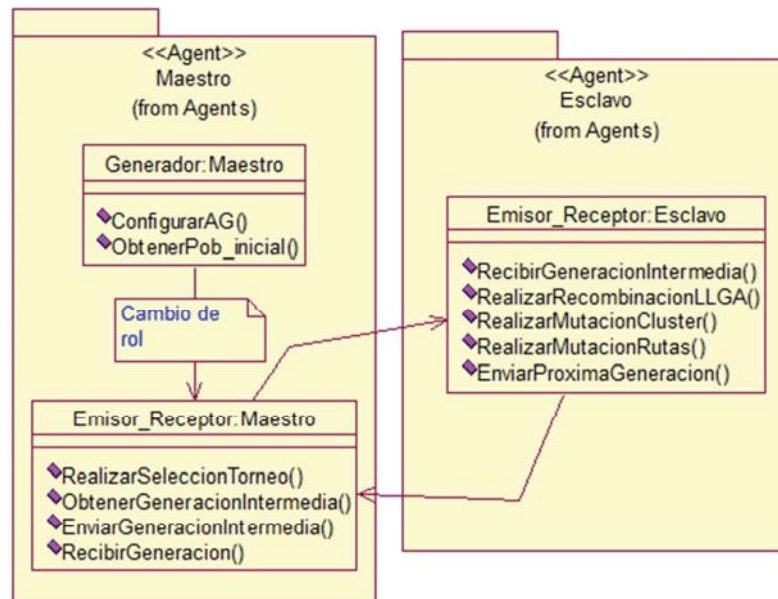 <<Agent>>
Maestro
(from Agents)
Generador:Maestro
ConfigurarAG()
ObtenerPob_inicial()
Cambio de
rol
Emisor_Receptor:Maestro
RealizarSeleccionTorneo()
ObtenerGeneracionIntermedia()
EnviarGeneracionIntermedia()
RecibirGeneracion()
<<Agent>>
Esclavo
(from Agents)
Emisor_Receptor:Esclavo
RecibirGeneracionIntermedia()
RealizarRecombinacionLLGA()
RealizarMutacionCluster()
RealizarMutacionRutas()
EnviarProximaGeneracion()